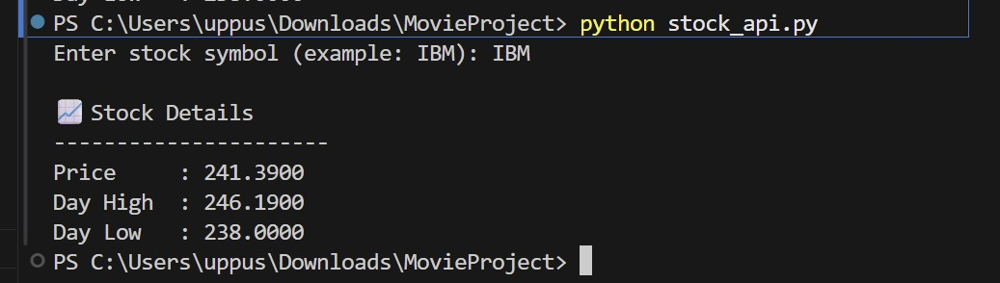 PS C:\Users\uppus\Downloads\MovieProject> python stock_api.py
Enter stock symbol (example: IBM): IBM
📈 Stock Details
----------------------
Price     : 241.3900
Day High  : 246.1900
Day Low   : 238.0000
PS C:\Users\uppus\Downloads\MovieProject>